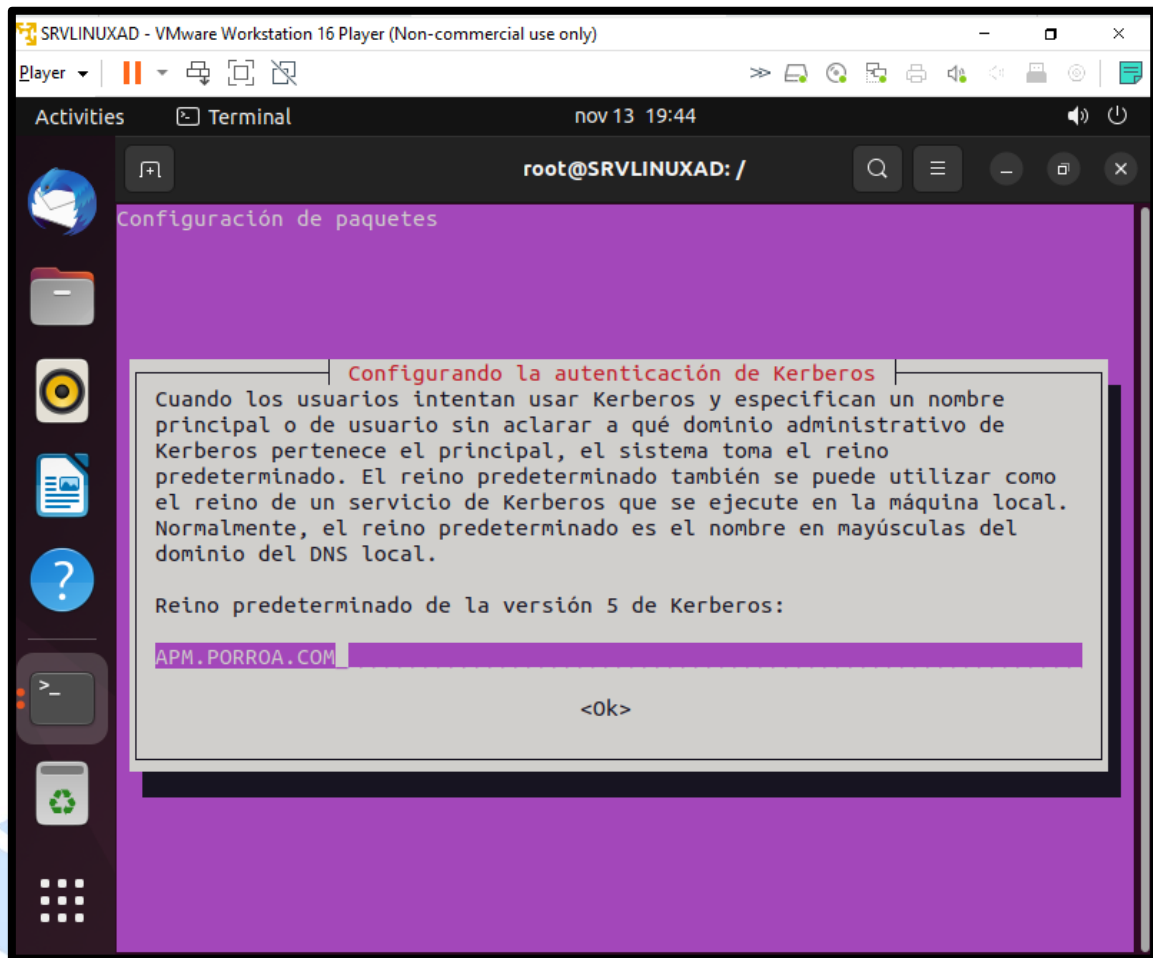 SRVLINUXAD - VMware Workstation 16 Player (Non-commercial use only)
Player
Activities Terminal nov 13 19:44
root@SRVLINUXAD: /
Configuración de paquetes
Configurando la autenticación de Kerberos
Cuando los usuarios intentan usar Kerberos y especifican un nombre
principal o de usuario sin aclarar a qué dominio administrativo de
Kerberos pertenece el principal, el sistema toma el reino
predeterminado. El reino predeterminado también se puede utilizar como
el reino de un servicio de Kerberos que se ejecute en la máquina local.
Normalmente, el reino predeterminado es el nombre en mayúsculas del
dominio del DNS local.
Reino predeterminado de la versión 5 de Kerberos:
APM.PORROA.COM
<Ok>